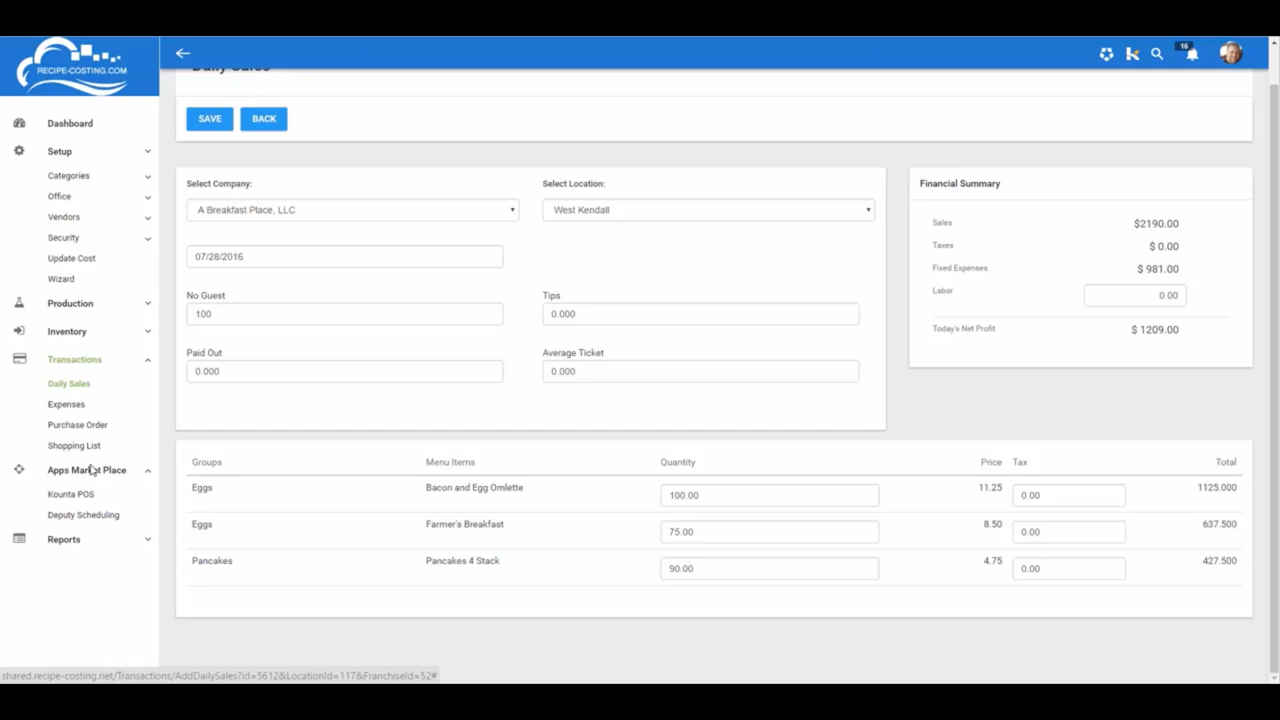 RECIPE-COSTING.COM
16
Daily Sales
Dashboard
Setup
Categories
Office
Vendors
Security
Update Cost
Wizard
Production
Inventory
Transactions
Daily Sales
Expenses
Purchase Order
Shopping List
Apps Market Place
Kounta POS
Deputy Scheduling
Reports
SAVE BACK
Select Company: Select Location:
A Breakfast Place, LLC West Kendall
07/28/2016
No Guest Tips
100 0.000
Paid Out Average Ticket
0.000 0.000
Financial Summary
Sales $2190.00
Taxes $ 0.00
Fixed Expenses $ 981.00
Labor 0.00
Today's Net Profit $ 1209.00
Groups Menu Items Quantity Price Tax Total
Eggs Bacon and Egg Omlette 100.00 11.25 0.00 1125.000
Eggs Farmer's Breakfast 75.00 8.50 0.00 637.500
Pancakes Pancakes 4 Stack 90.00 4.75 0.00 427.500
shared.recipe-costing.net/Transactions/AddDailySales?id=5612&LocationId=117&FranchiseId=52#